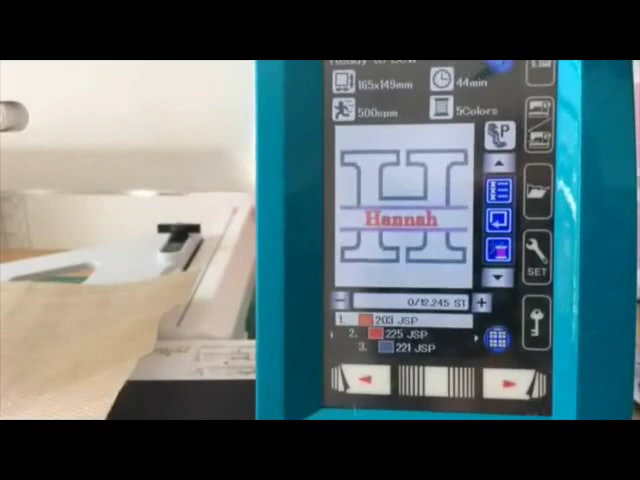 Ready to Sew
165x149mm 44min
500spm 5Colors
P
H
Hannah
SET
0/12,245 ST
1. 203 JSP
2. 225 JSP
3. 221 JSP